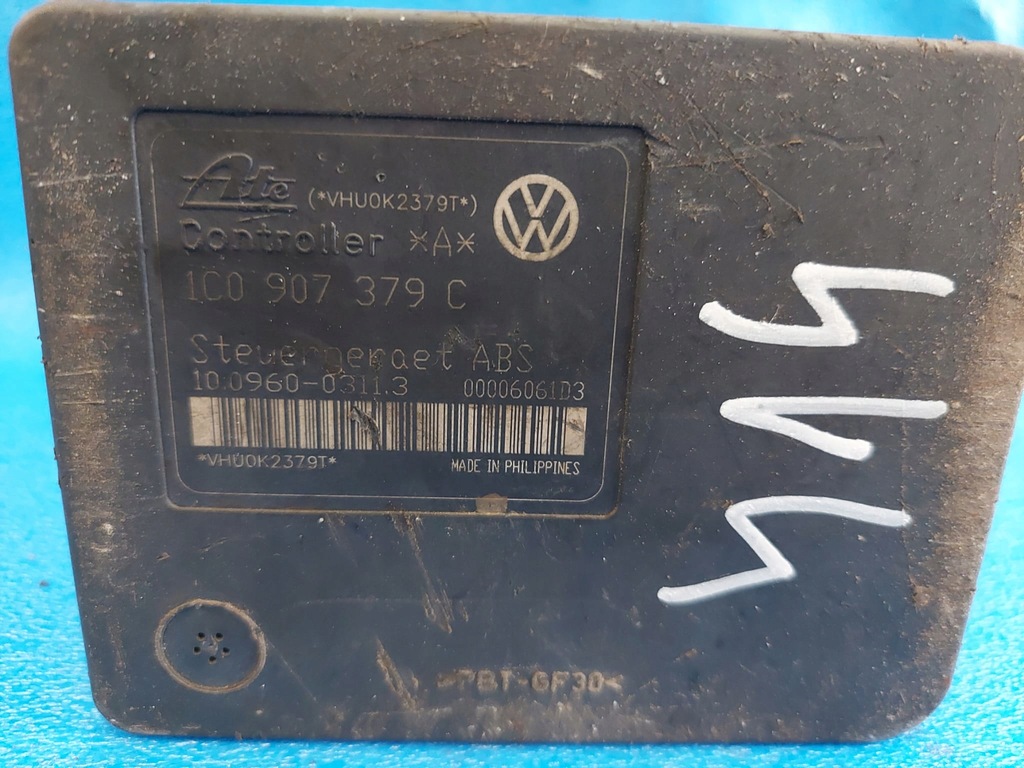 Ate (*VHU0K2379T*)
Controller *A*
1C0 907 379 C
Steuergeraet ABS
10.0960-0311.3 00006061D3
*VHU0K2379T*
MADE IN PHILIPPINES
>PBT-GF30<